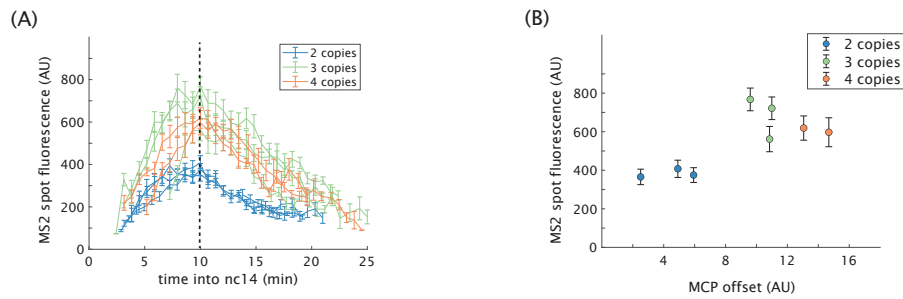 (A)
MS2 spot fluorescence (AU)
800
600
400
200
0
0 5 10 15 20 25
time into nc14 (min)
2 copies
3 copies
4 copies
(B)
MS2 spot fluorescence (AU)
800
600
400
200
0
4 8 12 16
MCP offset (AU)
2 copies
3 copies
4 copies